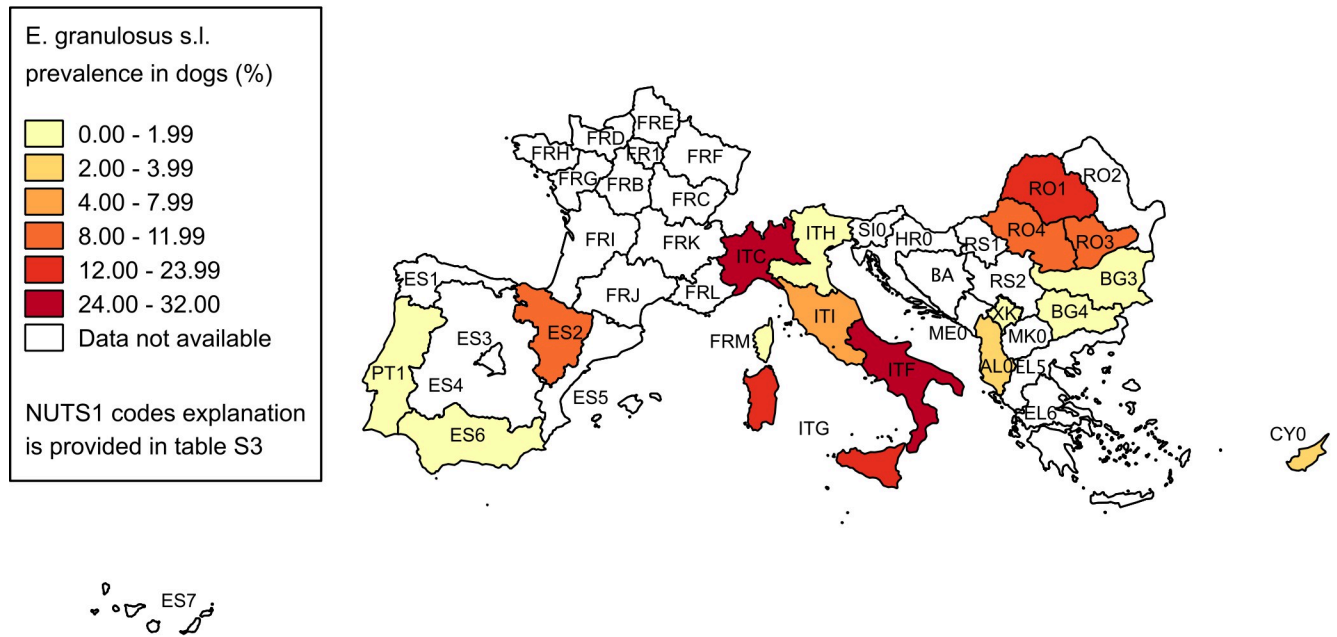 E. granulosus s.l.
prevalence in dogs (%)
0.00 - 1.99
2.00 - 3.99
4.00 - 7.99
8.00 - 11.99
12.00 - 23.99
24.00 - 32.00
Data not available
NUTS1 codes explanation
is provided in table S3
FRE
FRD
FRH
FR1
FRF
FRG
FRB
FRC
FRI
FRK
FRJ
FRL
FRM
ES1
ES2
ES3
ES4
ES5
ES6
ES7
PT1
ITC
ITH
ITI
ITF
ITG
SI0
HR0
BA
RS1
RS2
ME0
XK
MK0
AL0
EL5
EL6
RO1
RO2
RO4
RO3
BG3
BG4
CY0